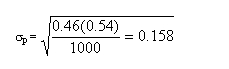 σp = √(0.46(0.54)/1000) = 0.158